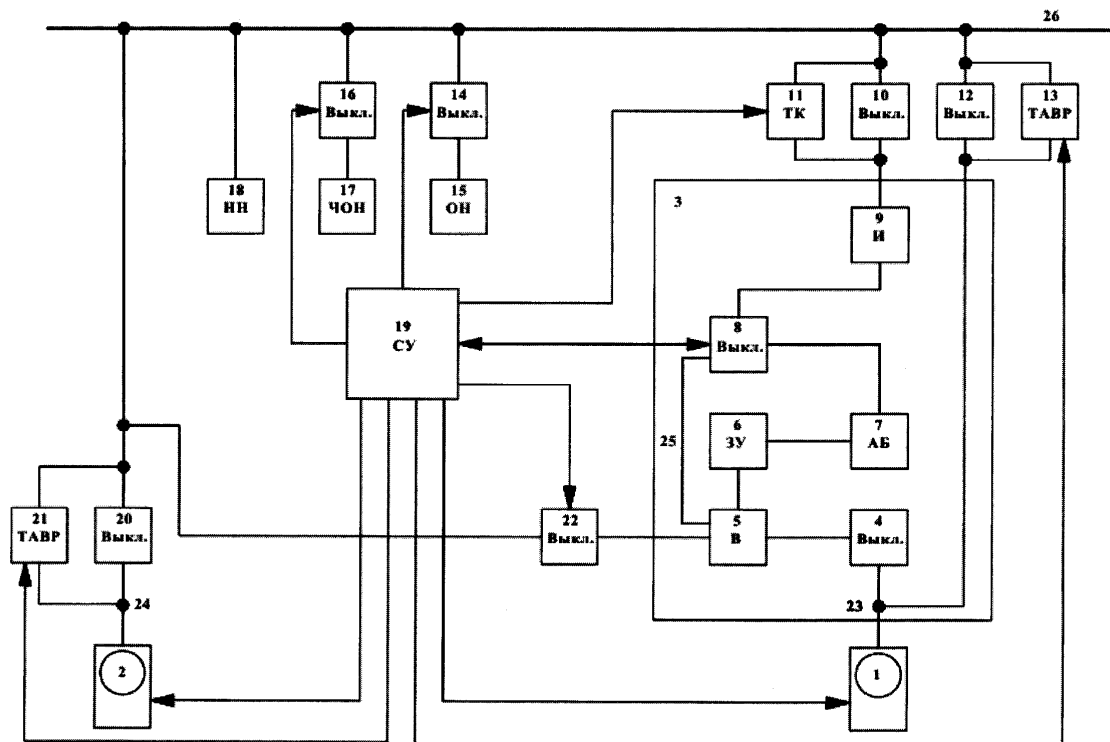 26
16
Выкл.
14
Выкл.
11
ТК
10
Выкл.
12
Выкл.
13
ТАВР
18
НН
17
ЧОН
15
ОН
3
9
И
19
СУ
8
Выкл.
25
6
ЗУ
7
АБ
21
ТАВР
20
Выкл.
22
Выкл.
5
В
4
Выкл.
24
23
2
1